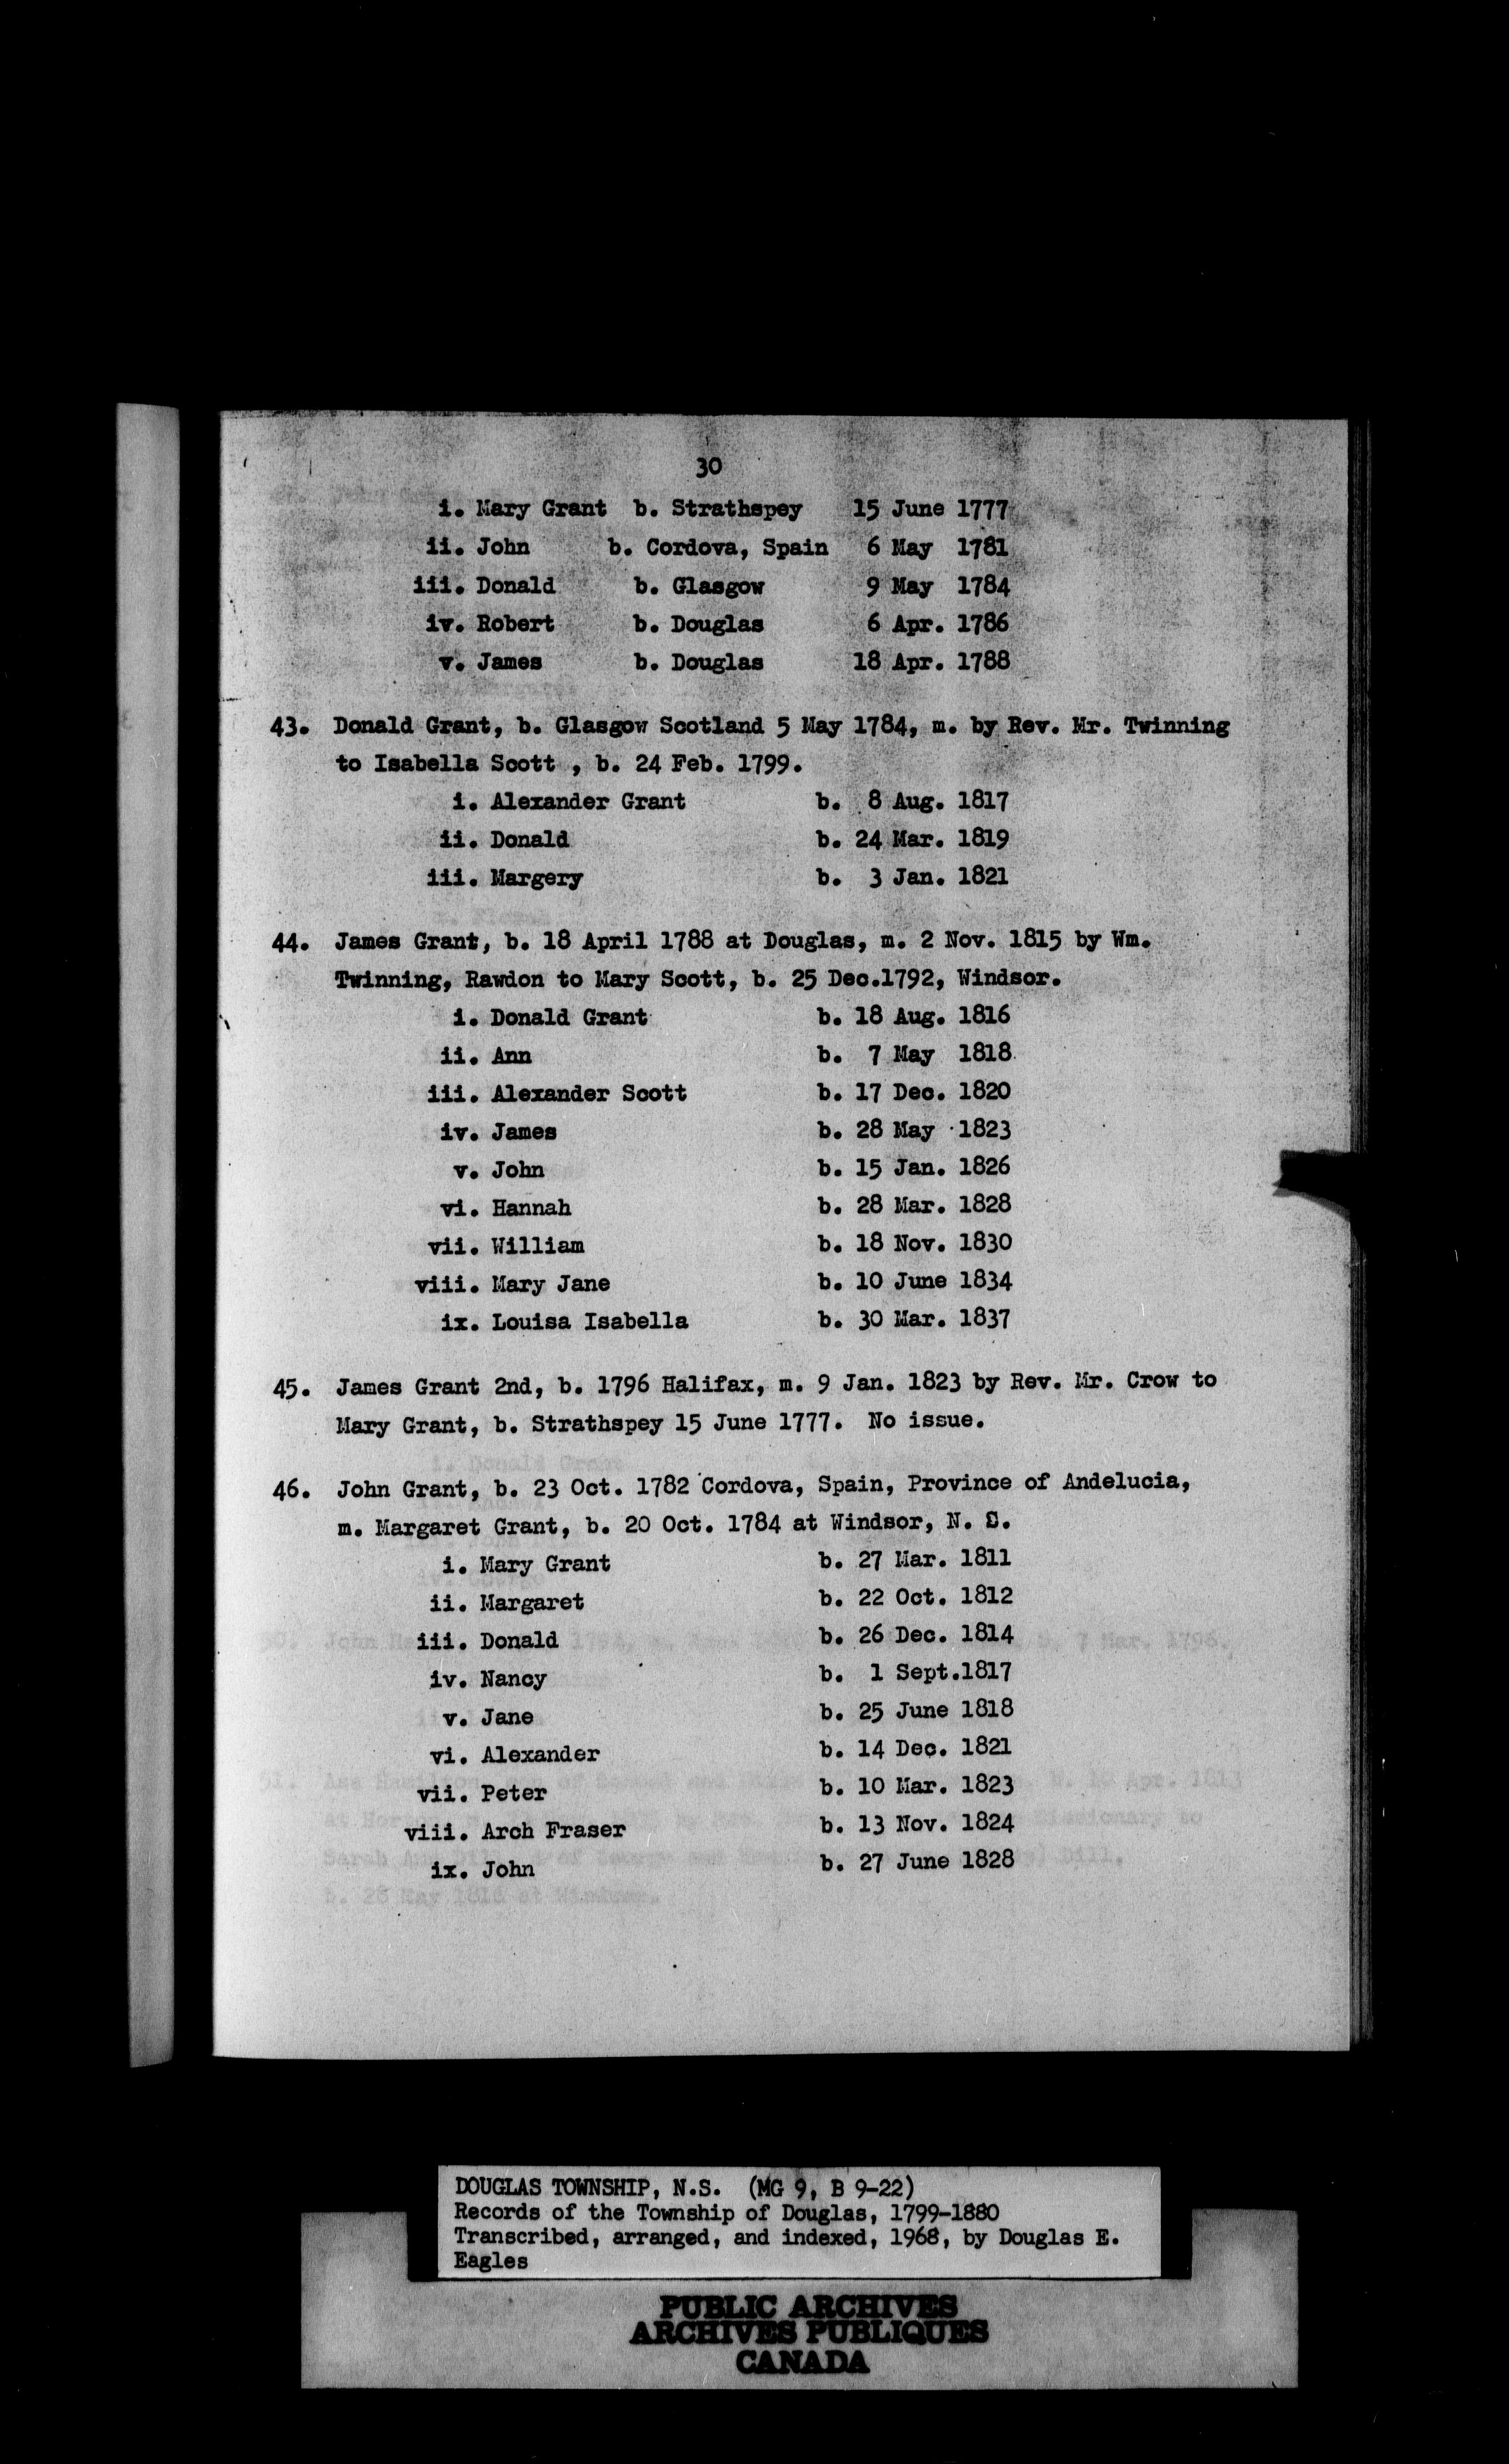 30
i. Mary Grant b. Strathspey 15 June 1777
ii. John b. Cordova, Spain 6 May 1781
iii. Donald b. Glasgow 9 May 1784
iv. Robert b. Douglas 6 Apr. 1786
v. James b. Douglas 18 Apr. 1788
43. Donald Grant, b. Glasgow Scotland 5 May 1784, m. by Rev. Mr. Twinning
to Isabella Scott , b. 24 Feb. 1799.
i. Alexander Grant b. 8 Aug. 1817
ii. Donald b. 24 Mar. 1819
iii. Margery b. 3 Jan. 1821
44. James Grant, b. 18 April 1788 at Douglas, m. 2 Nov. 1815 by Wm.
Twinning, Rawdon to Mary Scott, b. 25 Dec.1792, Windsor.
i. Donald Grant b. 18 Aug. 1816
ii. Ann b. 7 May 1818
iii. Alexander Scott b. 17 Dec. 1820
iv. James b. 28 May 1823
v. John b. 15 Jan. 1826
vi. Hannah b. 28 Mar. 1828
vii. William b. 18 Nov. 1830
viii. Mary Jane b. 10 June 1834
ix. Louisa Isabella b. 30 Mar. 1837
45. James Grant 2nd, b. 1796 Halifax, m. 9 Jan. 1823 by Rev. Mr. Crow to
Mary Grant, b. Strathspey 15 June 1777. No issue.
46. John Grant, b. 23 Oct. 1782 Cordova, Spain, Province of Andelucia,
m. Margaret Grant, b. 20 Oct. 1784 at Windsor, N.
i. Mary Grant b. 27 Mar. 1811
ii. Margaret b. 22 Oct. 1812
iii. Donald b. 26 Dec. 1814
iv. Nancy b. 1 Sept.1817
v. Jane b. 25 June 1818
vi. Alexander b. 14 Dec. 1821
vii. Peter b. 10 Mar. 1823
viii. Arch Fraser b. 13 Nov. 1824
ix. John b. 27 June 1828
DOUGLAS TOWNSHIP, N.S. (MG 9, B 9-22)
Records of the Township of Douglas, 1799-1880
Transcribed, arranged, and indexed, 1968, by Douglas E.
Eagles
PUBLIC ARCHIVES
ARCHIVES PUBLIQUES
CANADA